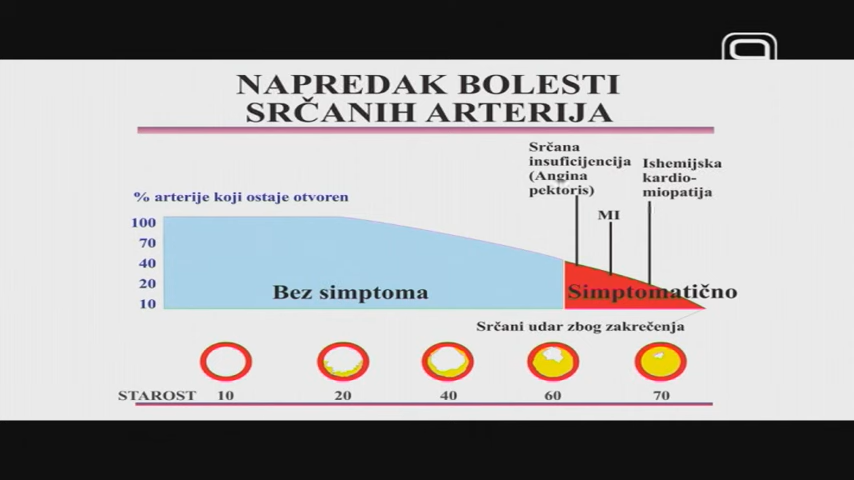 NAPREDAK BOLESTI
SRČANIH ARTERIJA
Srčana
insuficijencija
(Angina
pektoris)
Ishemijska
kardio-
miopatija
MI
% arterije koji ostaje otvoren
100
70
40
20
10
Bez simptoma
Simptomatično
Srčani udar zbog zakrečenja
STAROST 10 20 40 60 70